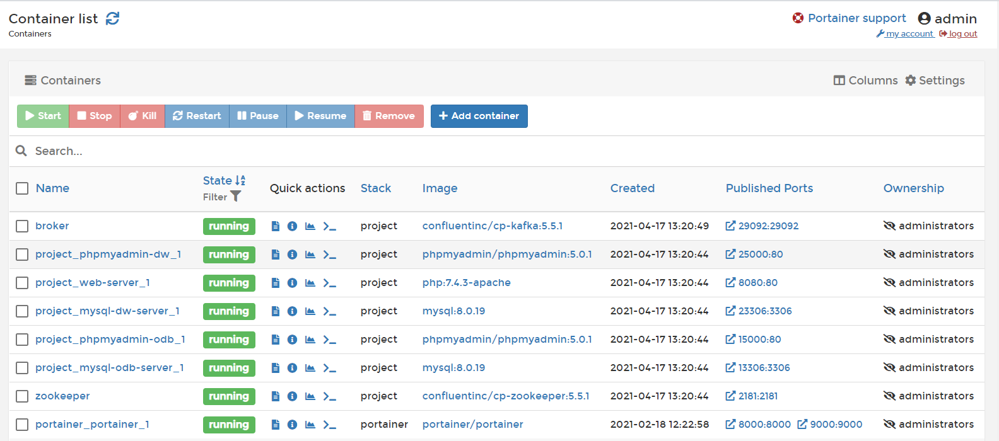 Container list
Portainer support admin
Containers
my account log out
Containers
Columns Settings
Start Stop Kill Restart Pause Resume Remove Add container
Search...
Name State Filter Quick actions Stack Image Created Published Ports Ownership
broker running project confluentinc/cp-kafka:5.5.1 2021-04-17 13:20:49 29092:29092 administrators
project_phpmyadmin-dw_1 running project phpmyadmin/phpmyadmin:5.0.1 2021-04-17 13:20:44 25000:80 administrators
project_web-server_1 running project php:7.4.3-apache 2021-04-17 13:20:44 8080:80 administrators
project_mysql-dw-server_1 running project mysql:8.0.19 2021-04-17 13:20:44 23306:3306 administrators
project_phpmyadmin-odb_1 running project phpmyadmin/phpmyadmin:5.0.1 2021-04-17 13:20:44 15000:80 administrators
project_mysql-odb-server_1 running project mysql:8.0.19 2021-04-17 13:20:44 13306:3306 administrators
zookeeper running project confluentinc/cp-zookeeper:5.5.1 2021-04-17 13:20:44 2181:2181 administrators
portainer_portainer_1 running portainer portainer/portainer 2021-02-18 12:22:58 8000:8000 9000:9000 administrators